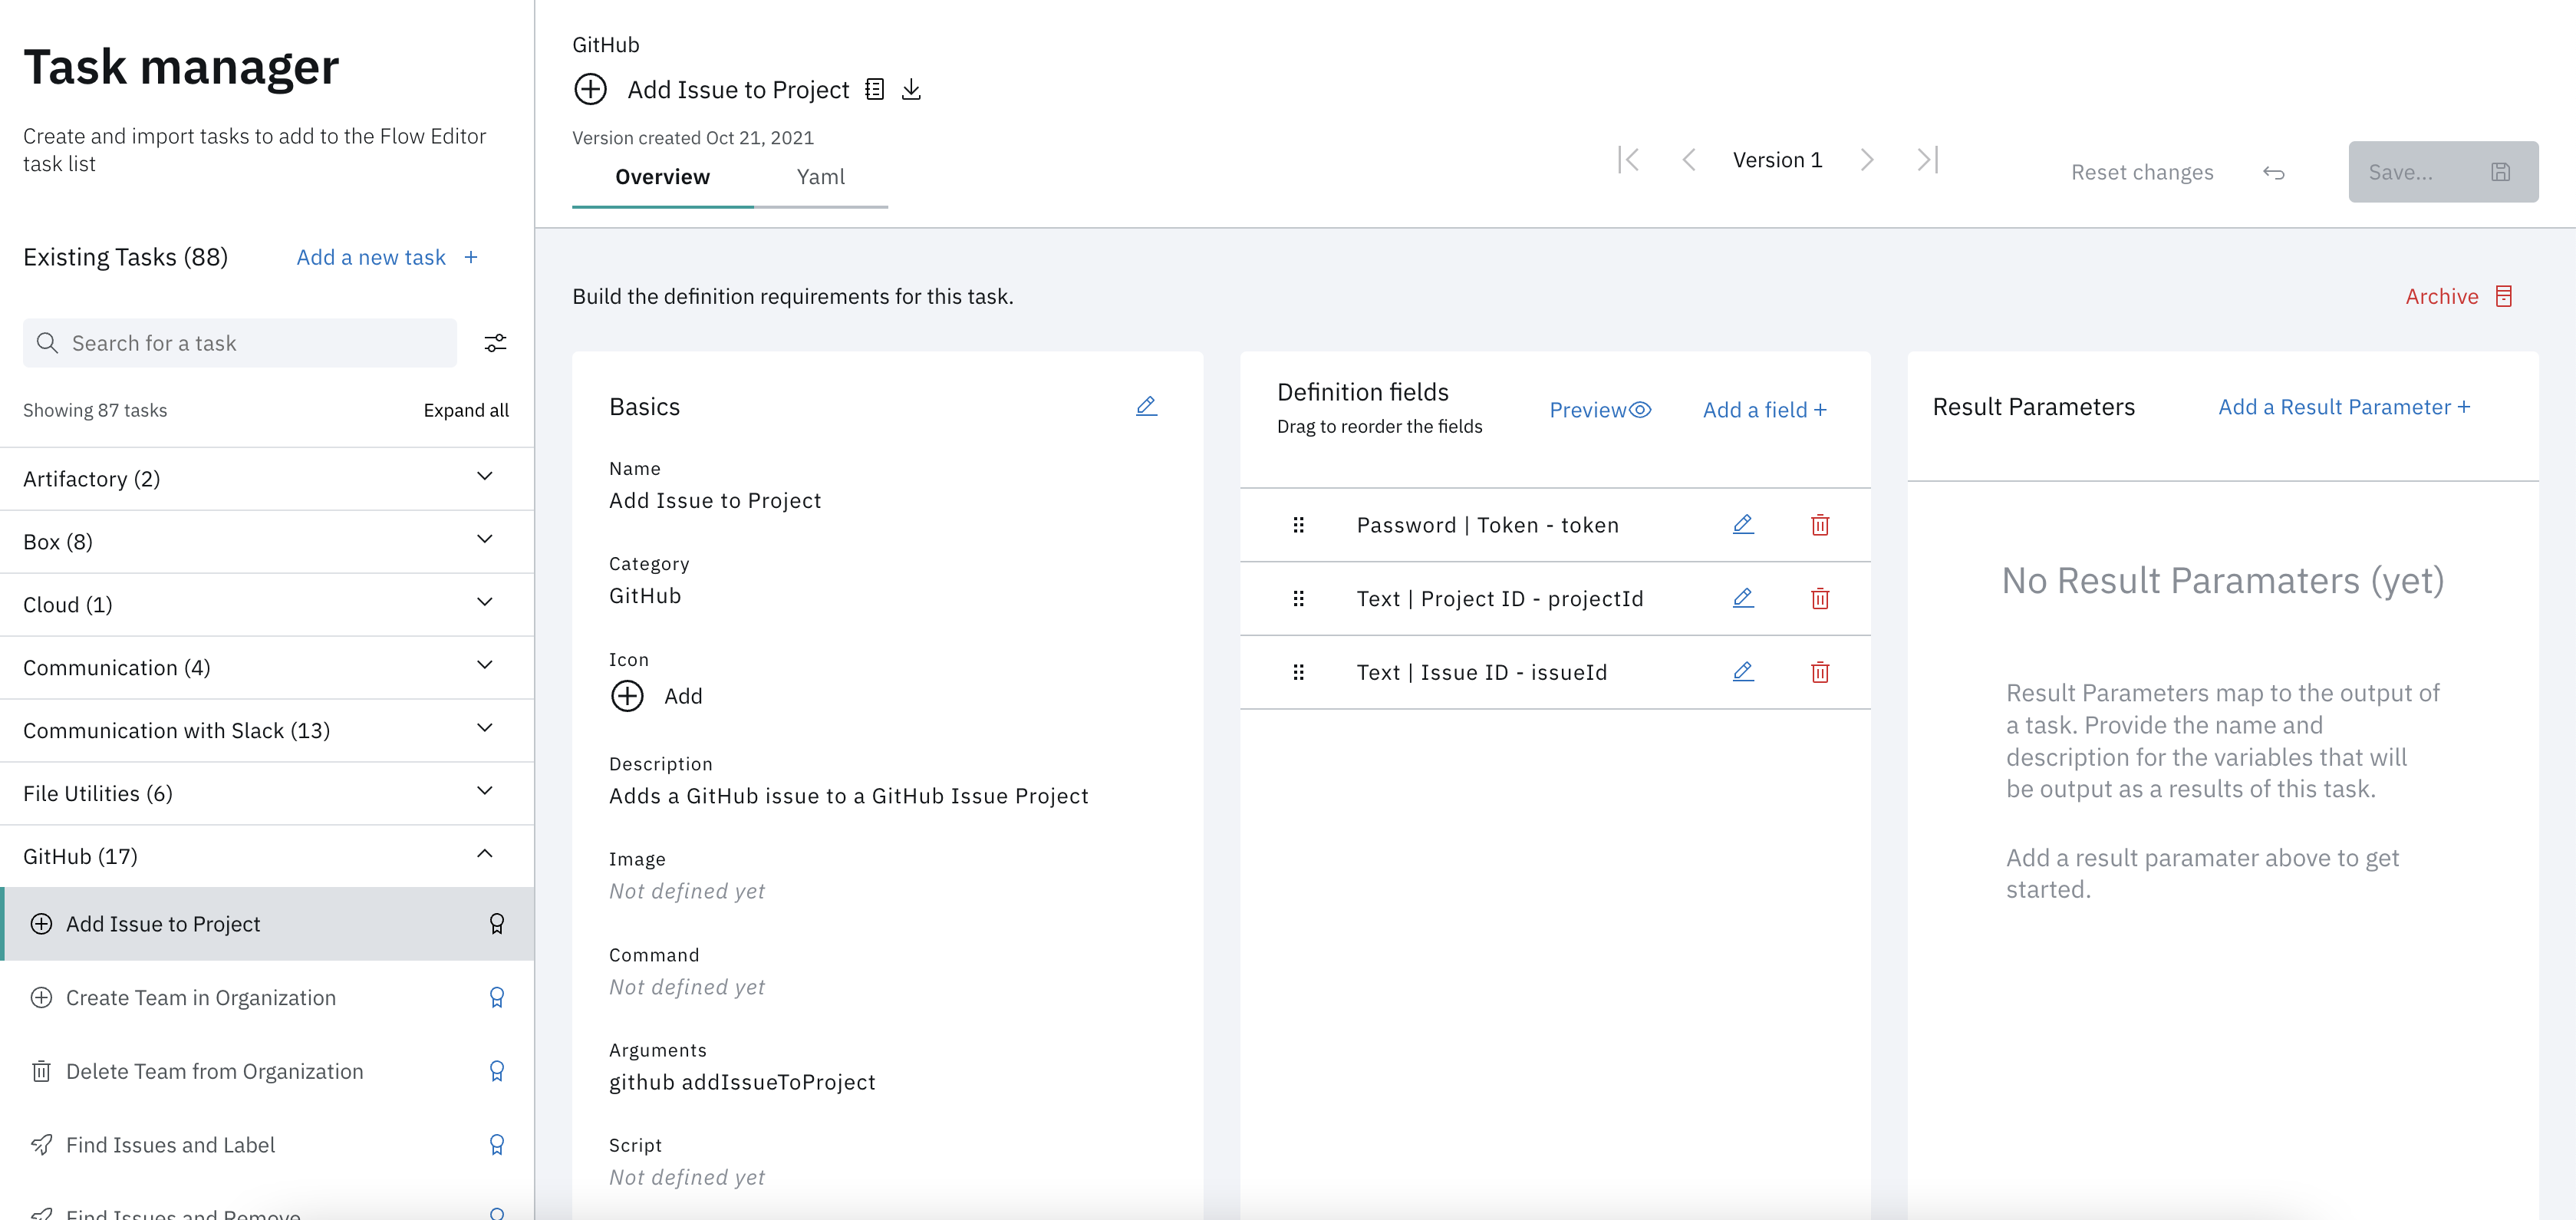 Task manager
Create and import tasks to add to the Flow Editor
task list
Existing Tasks (88)
Add a new task +
Search for a task
Showing 87 tasks
Expand all
Artifactory (2)
Box (8)
Cloud (1)
Communication (4)
Communication with Slack (13)
File Utilities (6)
GitHub (17)
Add Issue to Project
Create Team in Organization
Delete Team from Organization
Find Issues and Label
Find Issues and Remove
GitHub
Add Issue to Project
Version created Oct 21, 2021
Overview
Yaml
Version 1
Reset changes
Save...
Build the definition requirements for this task.
Archive
Basics
Name
Add Issue to Project
Category
GitHub
Icon
Add
Description
Adds a GitHub issue to a GitHub Issue Project
Image
Not defined yet
Command
Not defined yet
Arguments
github addIssueToProject
Script
Not defined yet
Definition fields
Drag to reorder the fields
Preview
Add a field +
Password | Token - token
Text | Project ID - projectId
Text | Issue ID - issueId
Result Parameters
Add a Result Parameter +
No Result Paramaters (yet)
Result Parameters map to the output of
a task. Provide the name and
description for the variables that will
be output as a results of this task.
Add a result paramater above to get
started.